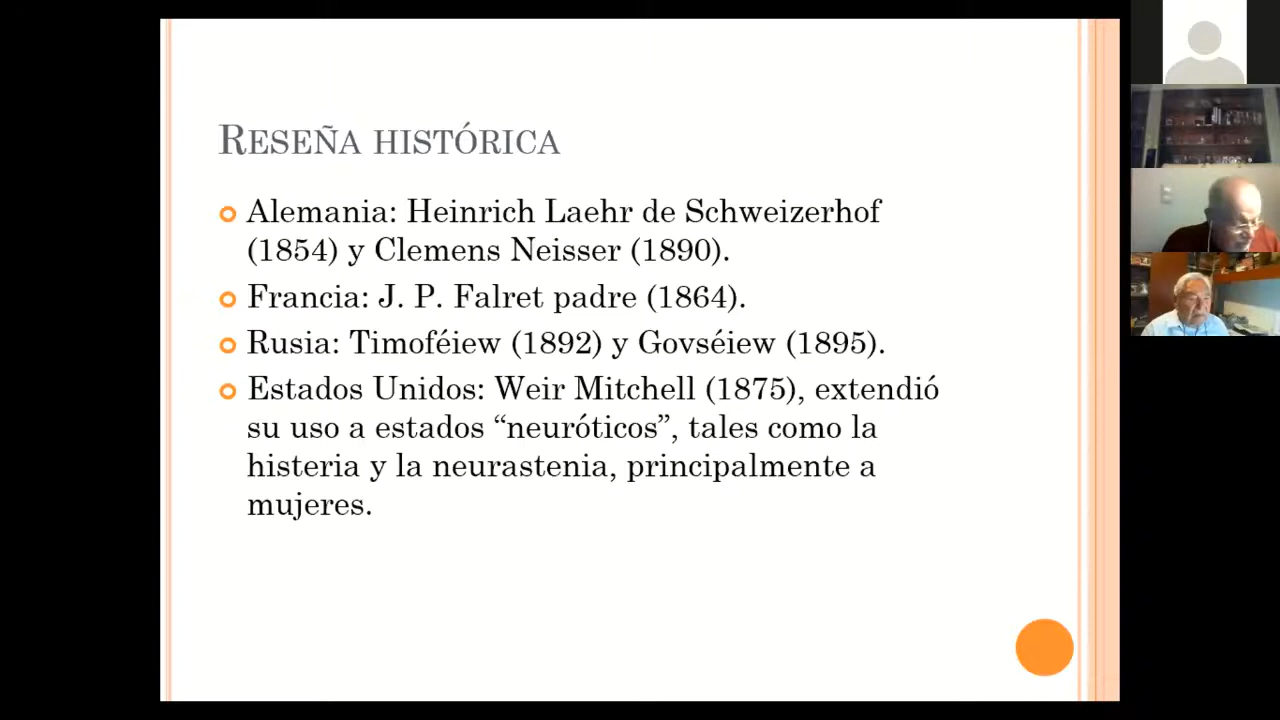 RESEÑA HISTÓRICA
Alemania: Heinrich Laehr de Schweizerhof
(1854) y Clemens Neisser (1890).
Francia: J. P. Falret padre (1864).
Rusia: Timoféiew (1892) y Govséiew (1895).
Estados Unidos: Weir Mitchell (1875), extendió
su uso a estados “neuróticos”, tales como la
histeria y la neurastenia, principalmente a
mujeres.